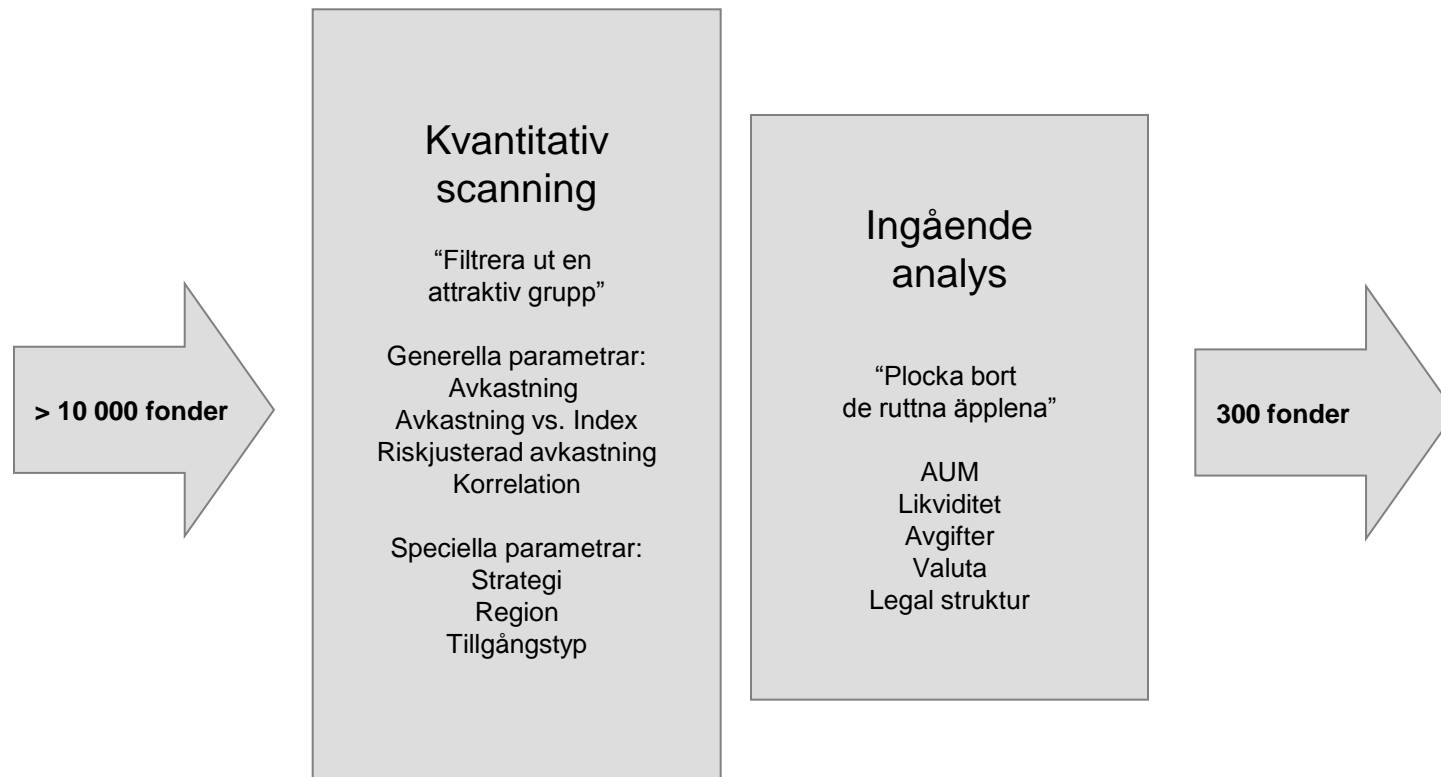 > 10 000 fonder
Kvantitativ
scanning
“Filtrera ut en
attraktiv grupp”
Generella parametrar:
Avkastning
Avkastning vs. Index
Riskjusterad avkastning
Korrelation
Speciella parametrar:
Strategi
Region
Tillgångstyp
Ingående
analys
“Plocka bort
de ruttna äpplena”
AUM
Likviditet
Avgifter
Valuta
Legal struktur
300 fonder